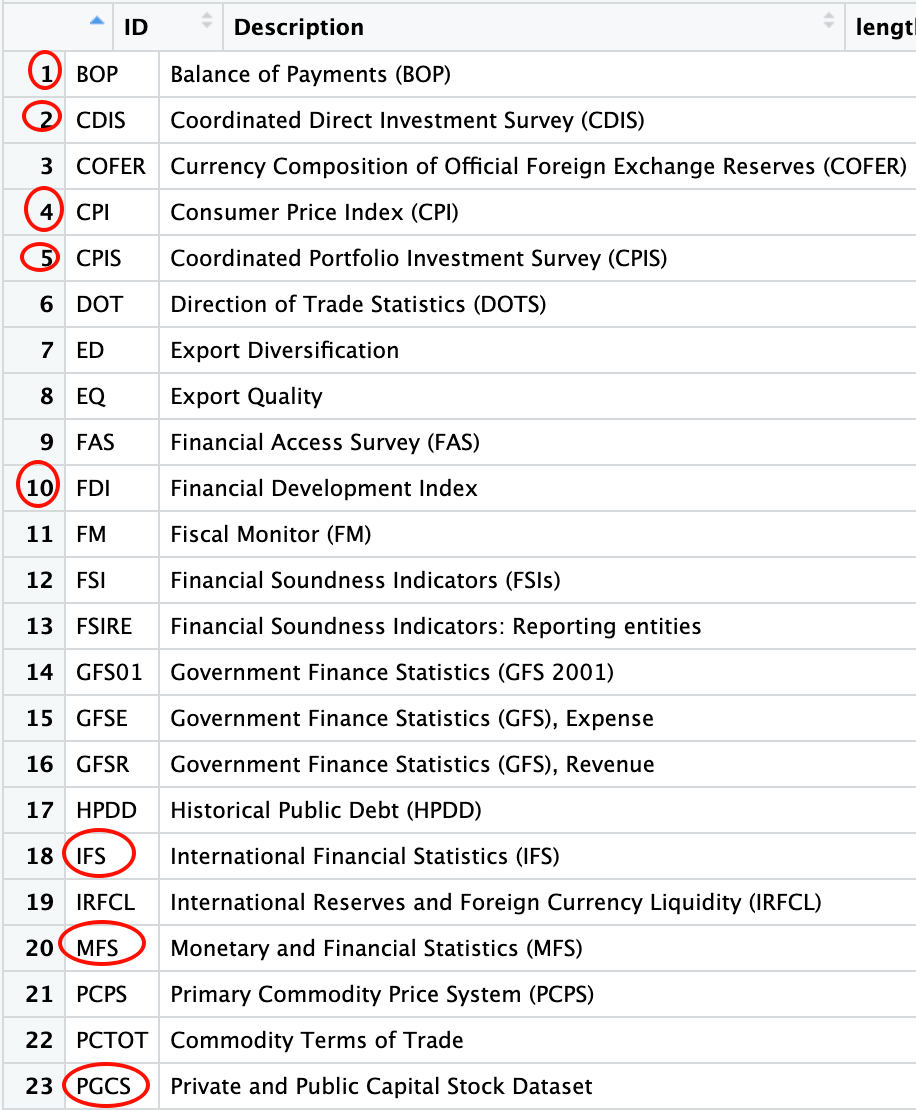 ID Description lengt
1 BOP Balance of Payments (BOP)
2 CDIS Coordinated Direct Investment Survey (CDIS)
3 COFER Currency Composition of Official Foreign Exchange Reserves (COFER)
4 CPI Consumer Price Index (CPI)
5 CPIS Coordinated Portfolio Investment Survey (CPIS)
6 DOT Direction of Trade Statistics (DOTS)
7 ED Export Diversification
8 EQ Export Quality
9 FAS Financial Access Survey (FAS)
10 FDI Financial Development Index
11 FM Fiscal Monitor (FM)
12 FSI Financial Soundness Indicators (FSIs)
13 FSIRE Financial Soundness Indicators: Reporting entities
14 GFS01 Government Finance Statistics (GFS 2001)
15 GFSE Government Finance Statistics (GFS), Expense
16 GFSR Government Finance Statistics (GFS), Revenue
17 HPDD Historical Public Debt (HPDD)
18 IFS International Financial Statistics (IFS)
19 IRFCL International Reserves and Foreign Currency Liquidity (IRFCL)
20 MFS Monetary and Financial Statistics (MFS)
21 PCPS Primary Commodity Price System (PCPS)
22 PCTOT Commodity Terms of Trade
23 PGCS Private and Public Capital Stock Dataset